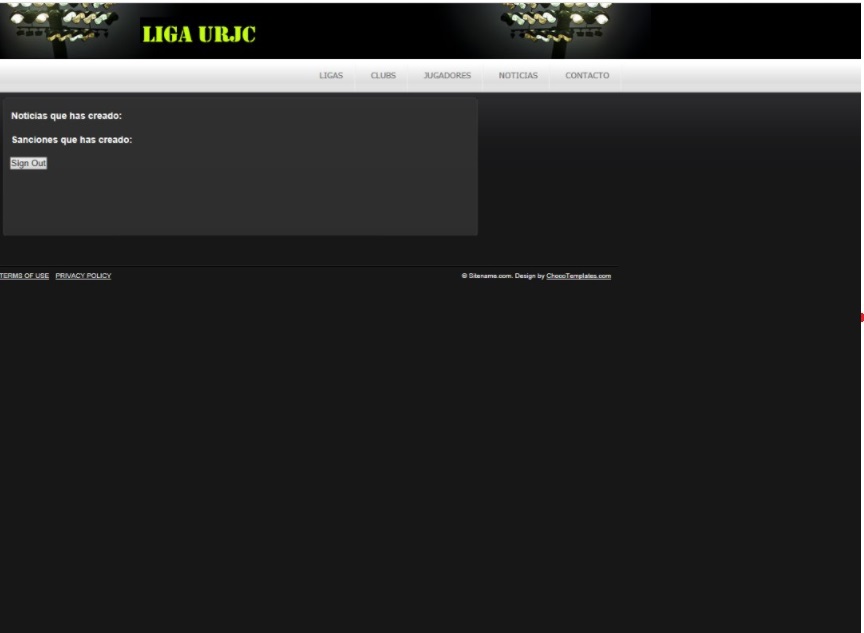 LIGA URJC
LIGAS CLUBS JUGADORES NOTICIAS CONTACTO
Noticias que has creado:
Sanciones que has creado:
Sign Out
TERMS OF USE PRIVACY POLICY
© Sitename.com. Design by ChocoTemplates.com